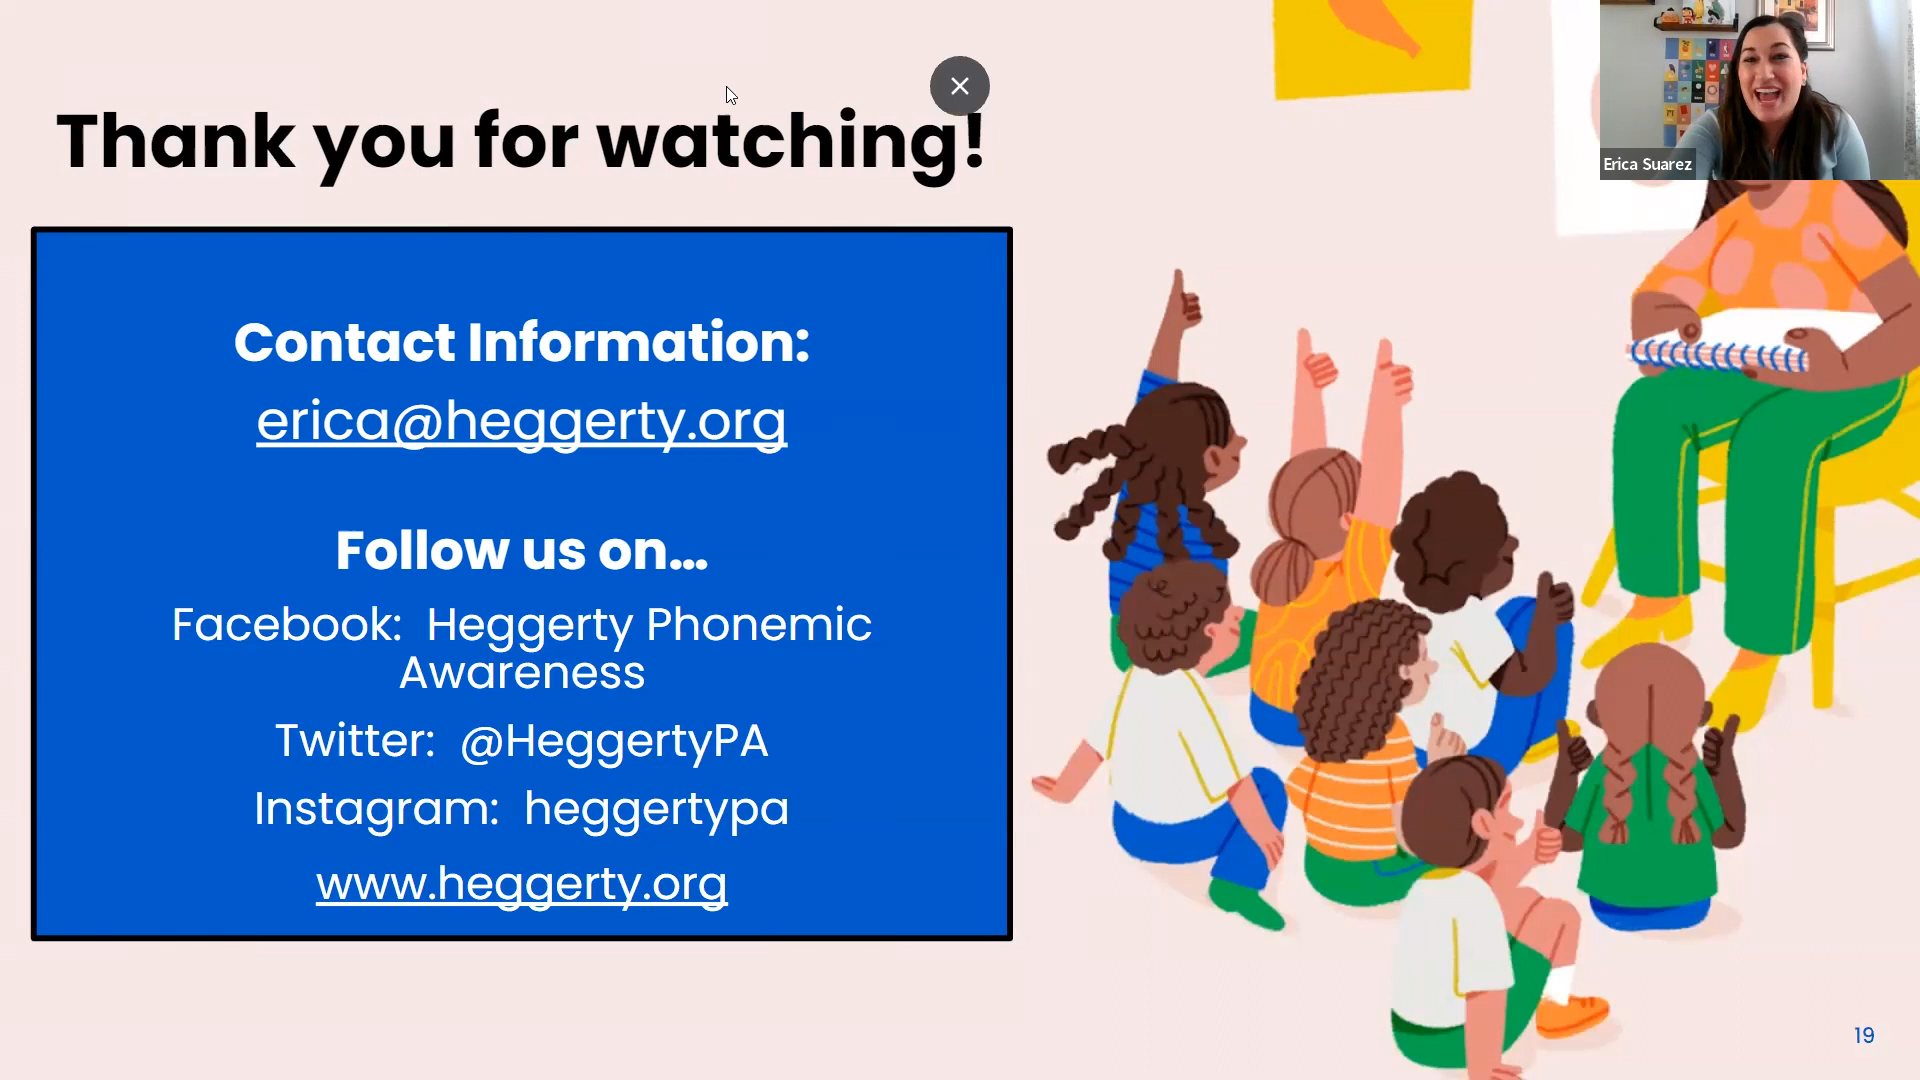 Thank you for watching!
Erica Suarez
Contact Information:
erica@heggerty.org
Follow us on...
Facebook:  Heggerty Phonemic
Awareness
Twitter:  @HeggertyPA
Instagram:  heggertypa
www.heggerty.org
19